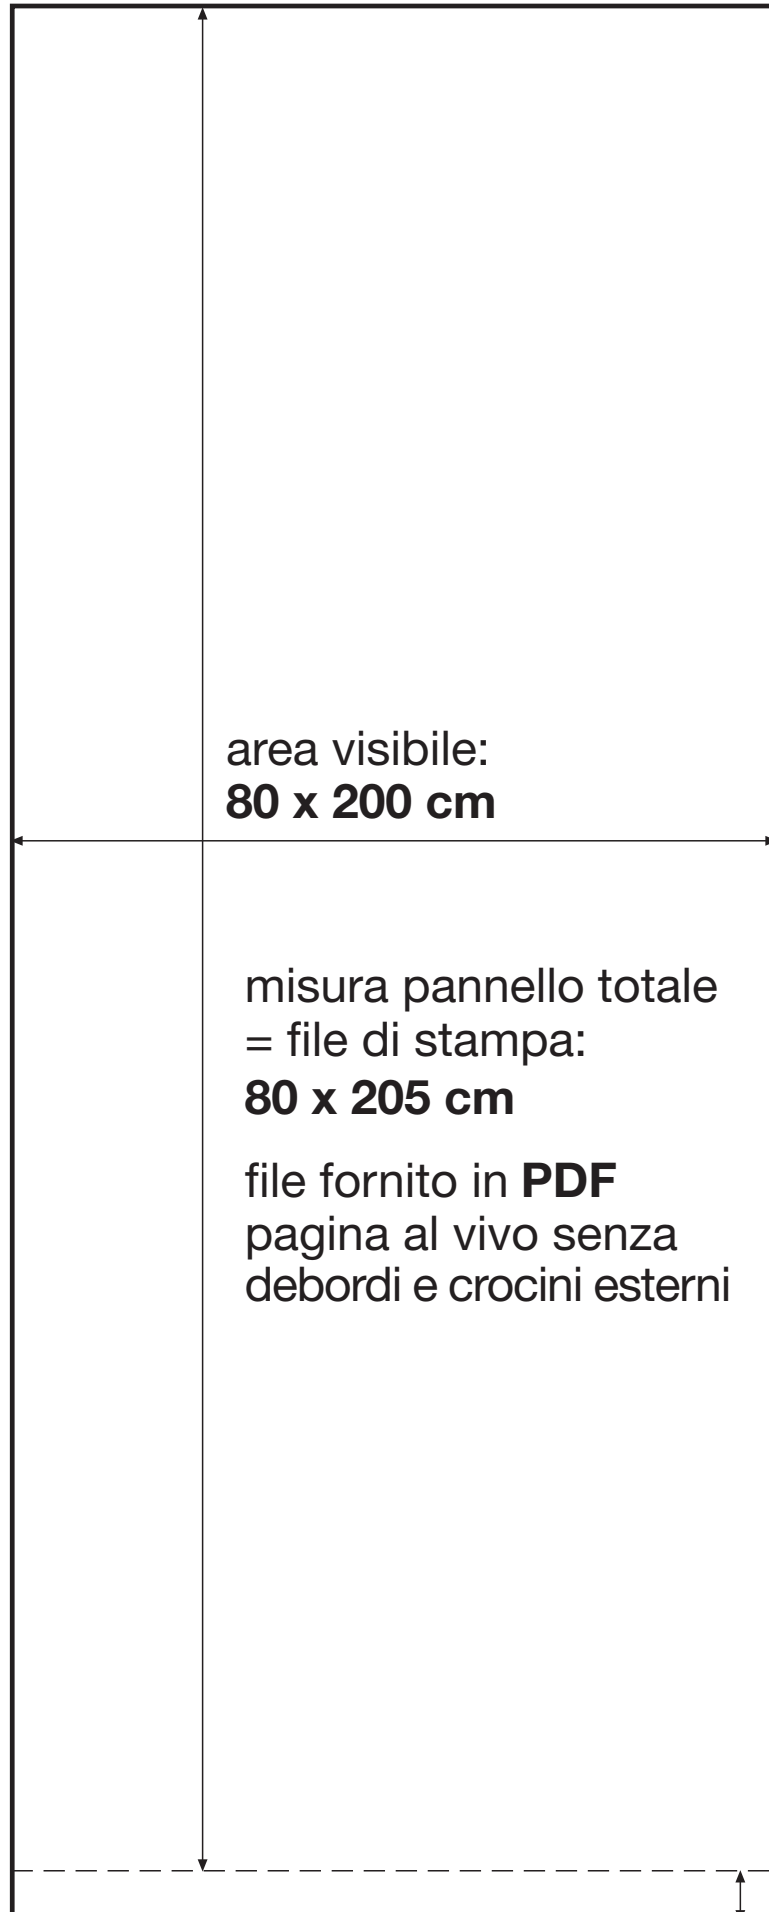 area visibile:
80 x 200 cm
misura pannello totale
= file di stampa:
80 x 205 cm
file fornito in PDF
pagina al vivo senza
debordi e crocini esterni